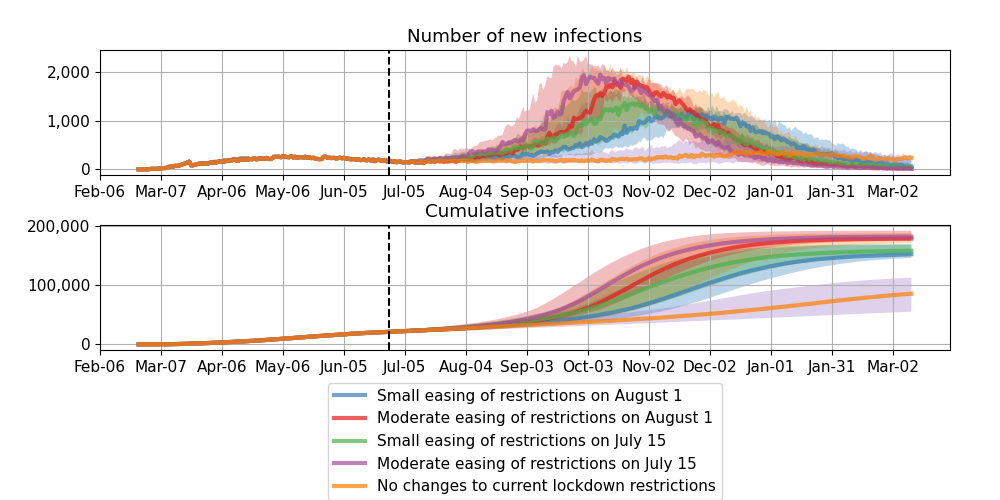 Number of new infections
2,000
1,000
0
Feb-06 Mar-07 Apr-06 May-06 Jun-05 Jul-05 Aug-04 Sep-03 Oct-03 Nov-02 Dec-02 Jan-01 Jan-31 Mar-02
Cumulative infections
200,000
100,000
0
Feb-06 Mar-07 Apr-06 May-06 Jun-05 Jul-05 Aug-04 Sep-03 Oct-03 Nov-02 Dec-02 Jan-01 Jan-31 Mar-02
Small easing of restrictions on August 1
Moderate easing of restrictions on August 1
Small easing of restrictions on July 15
Moderate easing of restrictions on July 15
No changes to current lockdown restrictions